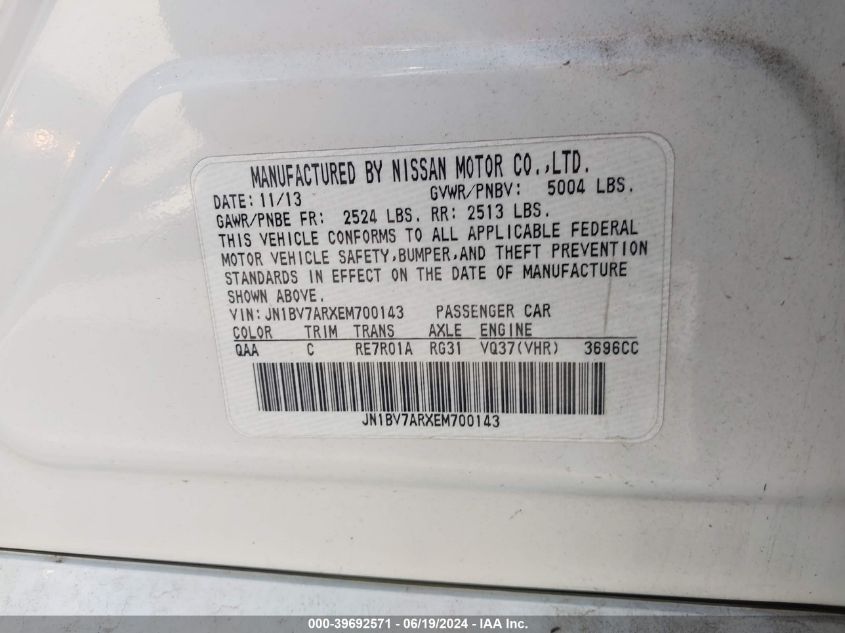 MANUFACTURED BY NISSAN MOTOR CO.,LTD.
DATE: 11/13 GVWR/PNBV: 5004 LBS.
GAWR/PNBE FR: 2524 LBS. RR: 2513 LBS.
THIS VEHICLE CONFORMS TO ALL APPLICABLE FEDERAL
MOTOR VEHICLE SAFETY,BUMPER,AND THEFT PREVENTION
STANDARDS IN EFFECT ON THE DATE OF MANUFACTURE
SHOWN ABOVE.
VIN: JN1BV7ARXEM700143 PASSENGER CAR
COLOR TRIM TRANS AXLE ENGINE
QAA C RE7R01A RG31 VQ37(VHR) 3696CC
JN1BV7ARXEM700143
000-39692571 - 06/19/2024 - IAA Inc.